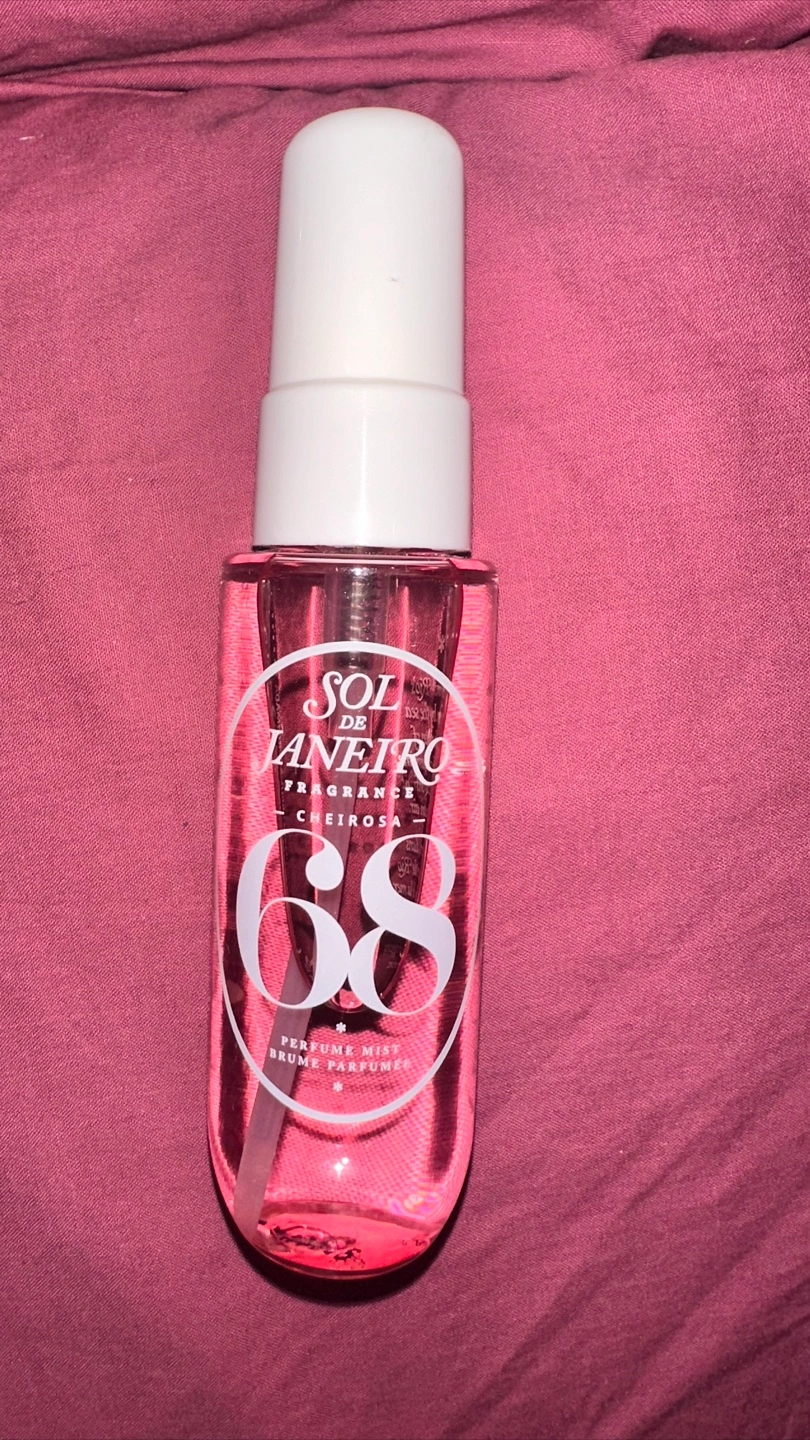 SOL
DE
JANEIRO
FRAGRANCE
- CHEIROSA -
68
*
PERFUME MIST
BRUME PARFUMÉE
*